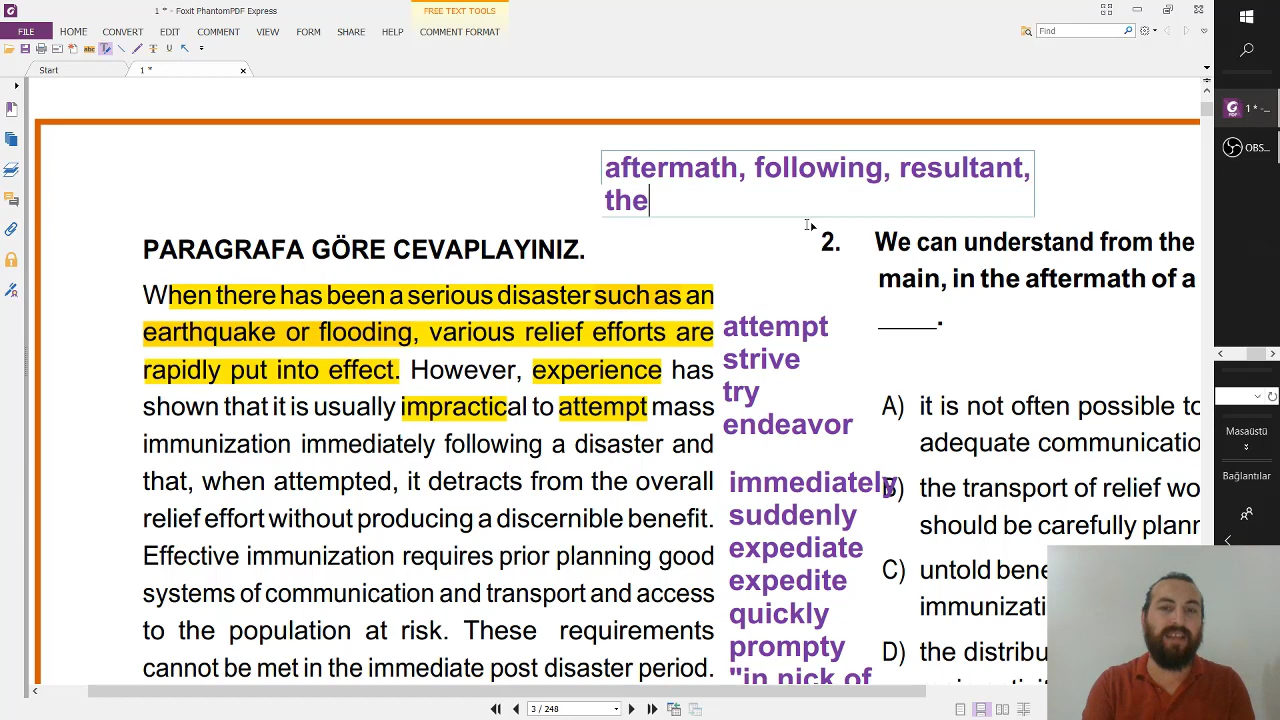 1 * - Foxit PhantomPDF Express
FREE TEXT TOOLS
FILE HOME CONVERT EDIT COMMENT VIEW FORM SHARE HELP COMMENT FORMAT
Find
Start
1 *
1 * -...
OBS...
aftermath, following, resultant,
the
PARAGRAFA GÖRE CEVAPLAYINIZ.
When there has been a serious disaster such as an
earthquake or flooding, various relief efforts are
rapidly put into effect. However, experience has
shown that it is usually impractical to attempt mass
immunization immediately following a disaster and
that, when attempted, it detracts from the overall
relief effort without producing a discernible benefit.
Effective immunization requires prior planning good
systems of communication and transport and access
to the population at risk. These requirements
cannot be met in the immediate post disaster period.
attempt
strive
try
endeavor
immediately
suddenly
expediate
expedite
quickly
prompty
"in nick of
2. We can understand from the
main, in the aftermath of a
_____.
A) it is not often possible to
adequate communicatio
B) the transport of relief wo
should be carefully plann
C) untold bene
immunizati
D) the distribu
Masaüstü
Bağlantılar
3 / 248